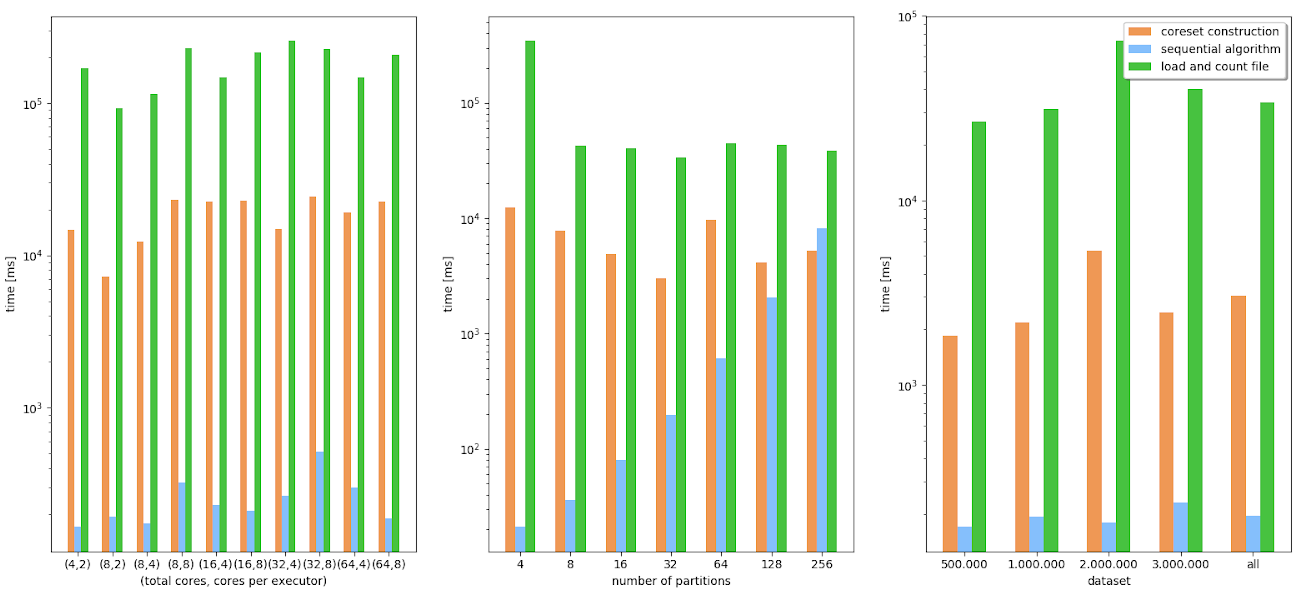 time [ms]
10^5
10^4
10^3
(4,2) (8,2) (8,4) (8,8) (16,4) (16,8) (32,4) (32,8) (64,4) (64,8)
(total cores, cores per executor)
time [ms]
10^5
10^4
10^3
10^2
4 8 16 32 64 128 256
number of partitions
time [ms]
10^5
10^4
10^3
coreset construction
sequential algorithm
load and count file
500.000 1.000.000 2.000.000 3.000.000 all
dataset